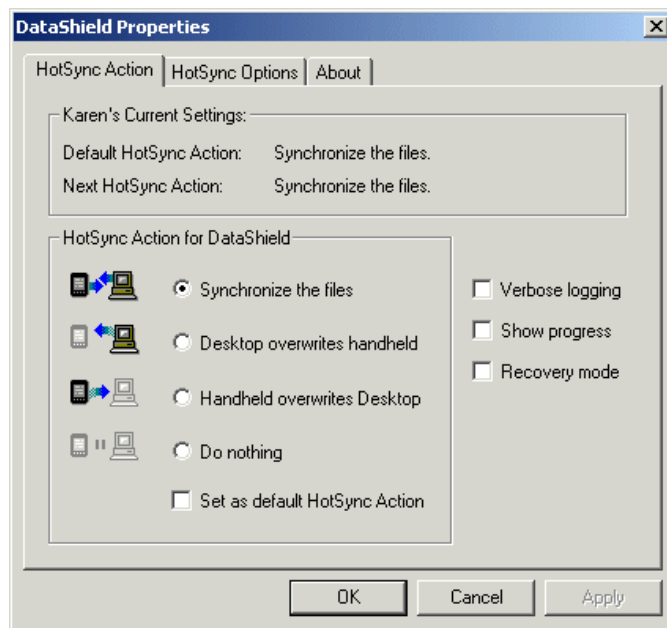 DataShield Properties
HotSync Action HotSync Options About
Karen's Current Settings:
Default HotSync Action: Synchronize the files.
Next HotSync Action: Synchronize the files.
HotSync Action for DataShield
Synchronize the files
Verbose logging
Desktop overwrites handheld
Show progress
Handheld overwrites Desktop
Recovery mode
Do nothing
Set as default HotSync Action
OK Cancel Apply